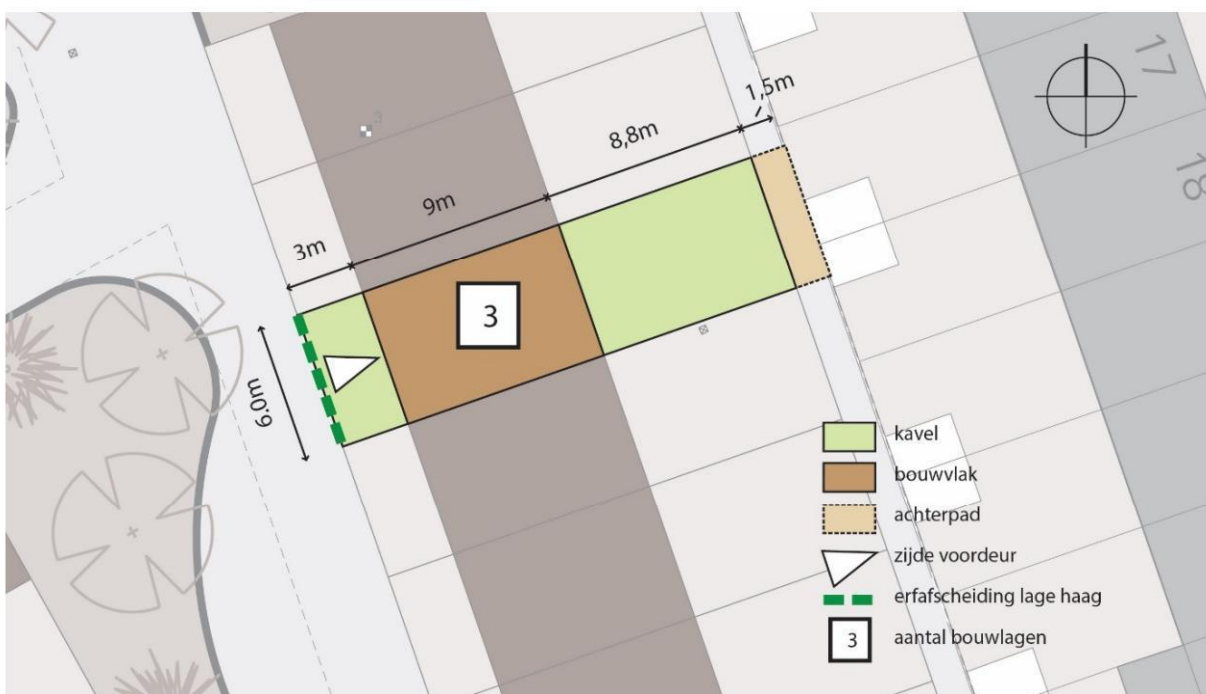 17
1,5m
3
8,8m
18
9m
3m
3
6.0m
kavel
bouwvlak
achterpad
zijde voordeur
erfafscheiding lage haag
3 aantal bouwlagen